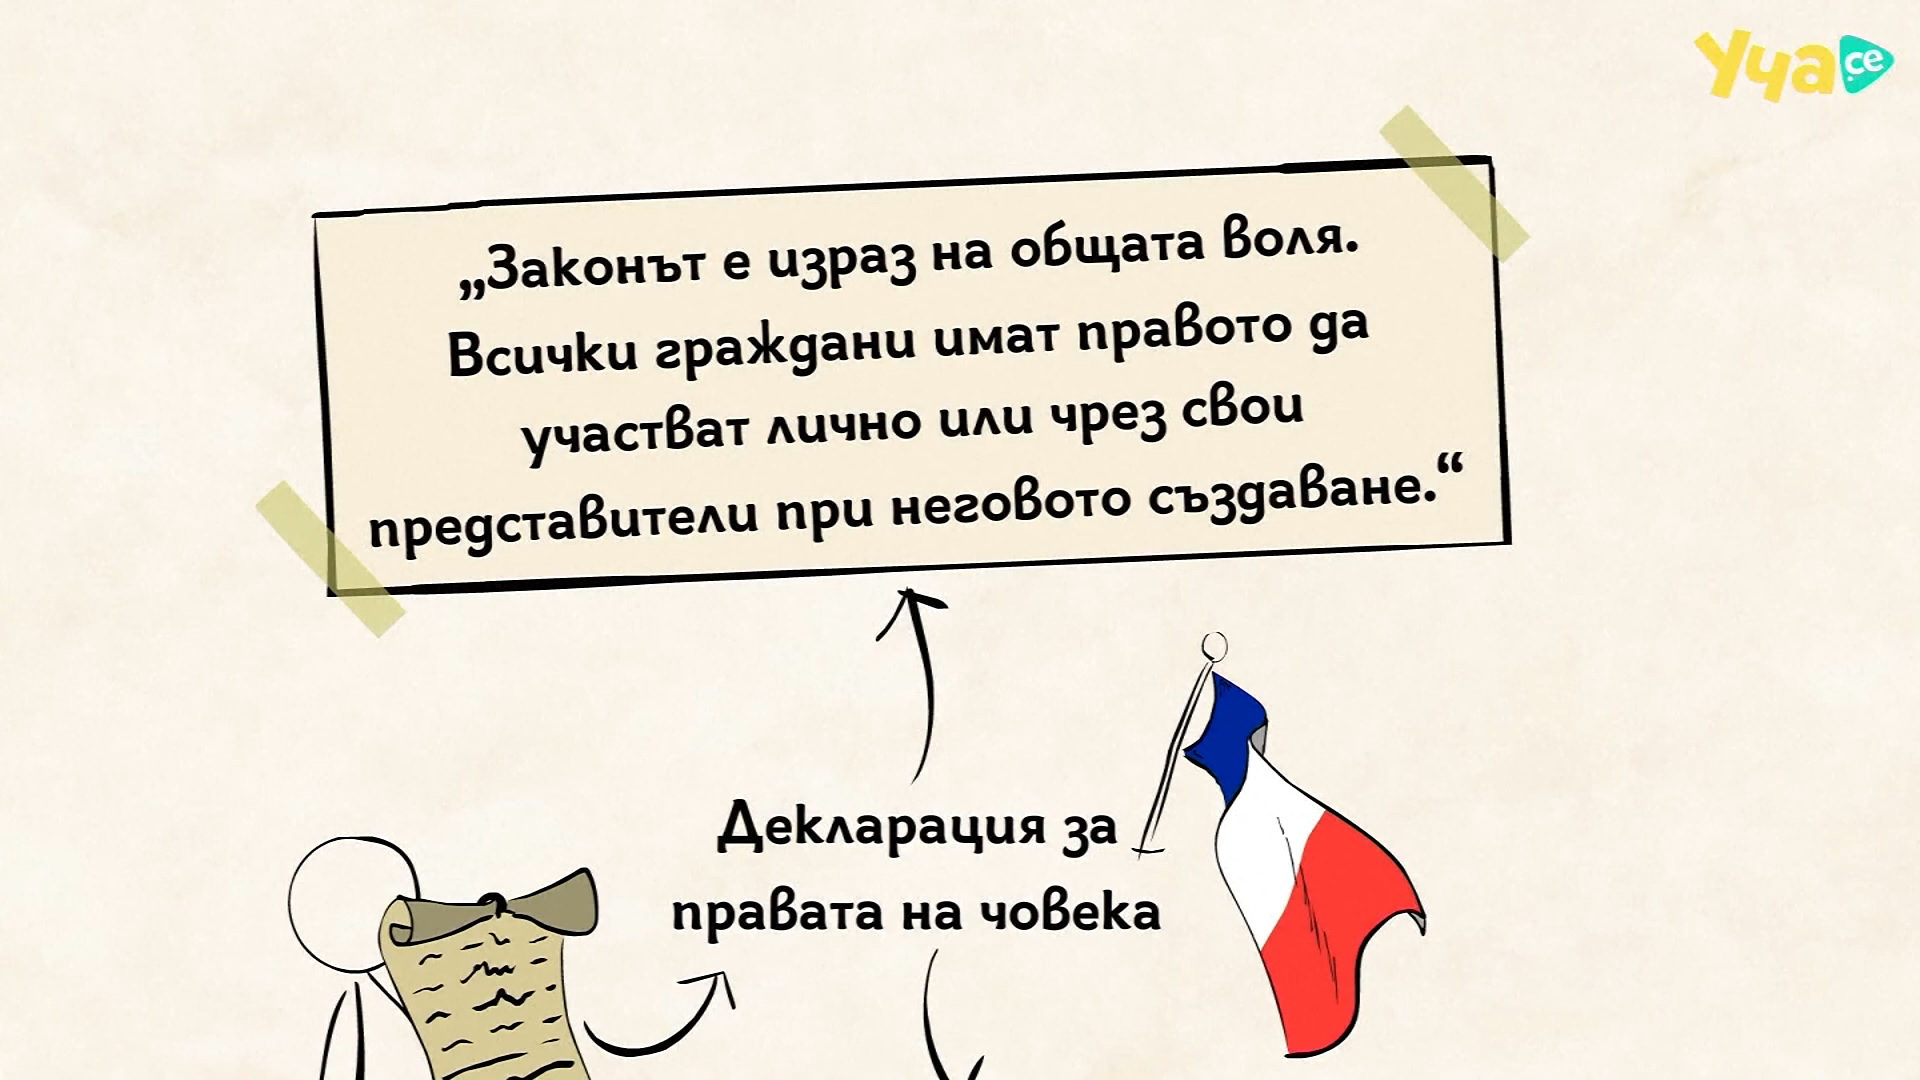 Уча.се
„Законът е израз на общата воля.
Всички граждани имат правото да
участват лично или чрез свои
представители при неговото създаване.“
Декларация за
правата на човека